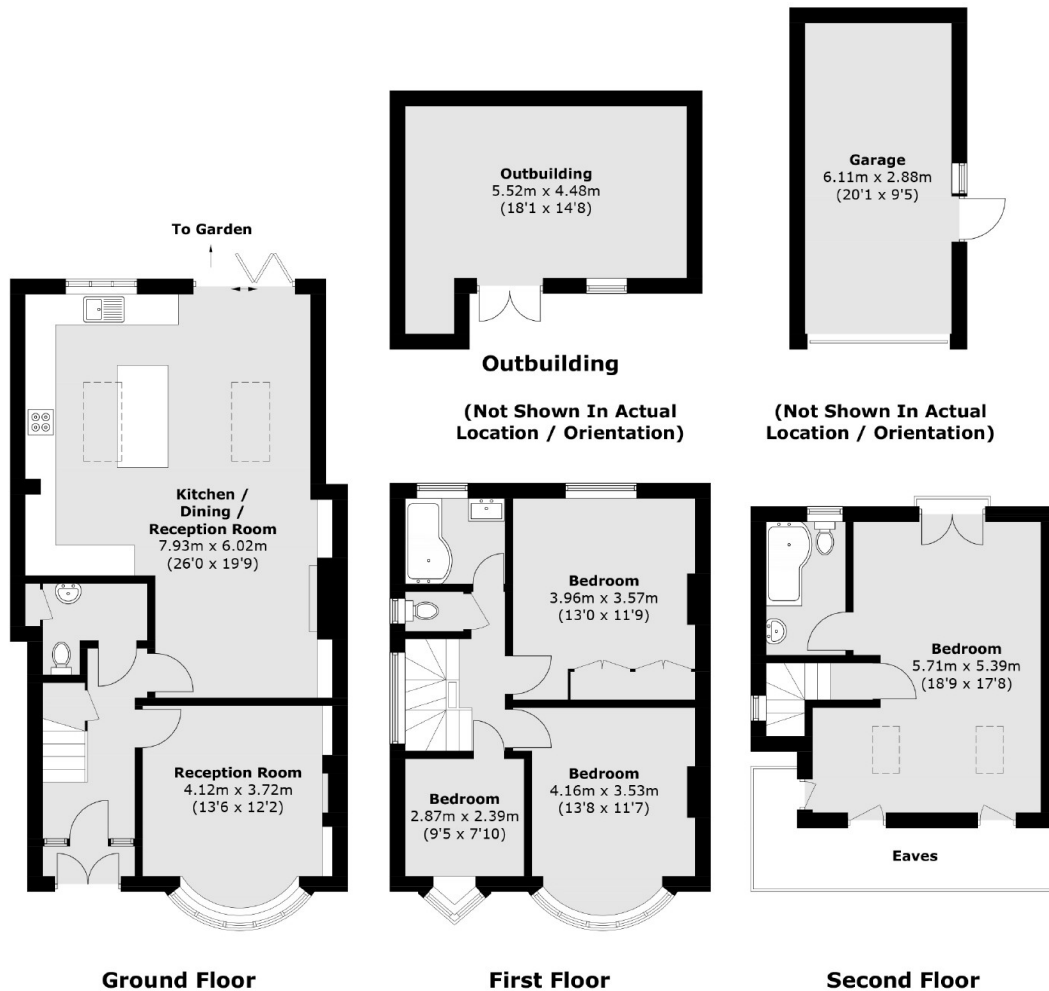 To Garden
Kitchen /
Dining /
Reception Room
7.93m x 6.02m
(26'0 x 19'9)
Reception Room
4.12m x 3.72m
(13'6 x 12'2)
Ground Floor
Outbuilding
5.52m x 4.48m
(18'1 x 14'8)
Outbuilding
(Not Shown In Actual
Location / Orientation)
Garage
6.11m x 2.88m
(20'1 x 9'5)
(Not Shown In Actual
Location / Orientation)
Bedroom
3.96m x 3.57m
(13'0 x 11'9)
Bedroom
2.87m x 2.39m
(9'5 x 7'10)
Bedroom
4.16m x 3.53m
(13'8 x 11'7)
First Floor
Bedroom
5.71m x 5.39m
(18'9 x 17'8)
Eaves
Second Floor